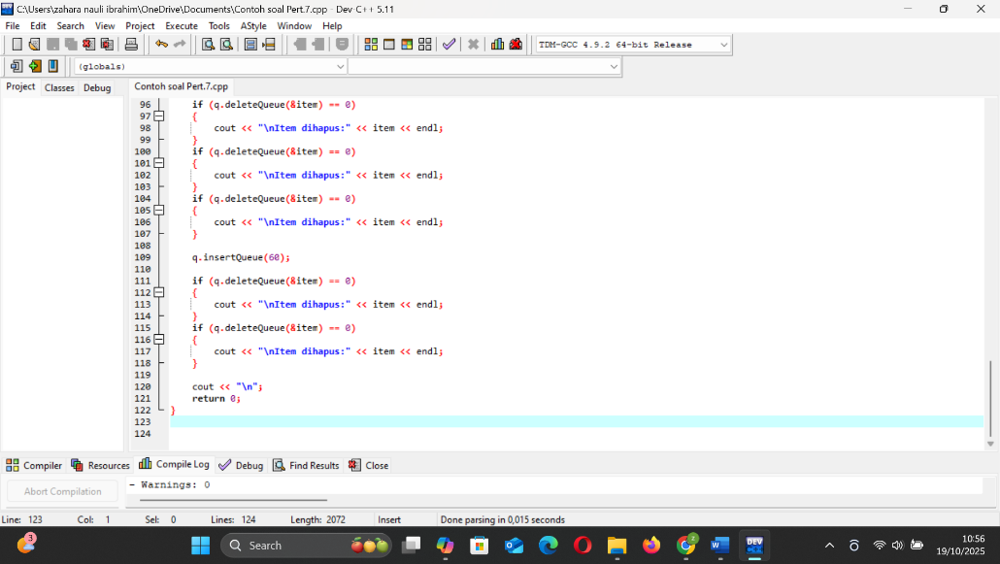 C:\Users\zahara nauli ibrahim\OneDrive\Documents\Contoh soal Pert.7.cpp - Dev-C++ 5.11
File Edit Search View Project Execute Tools AStyle Window Help
TDM-GCC 4.9.2 64-bit Release
(globals)
Project Classes Debug
Contoh soal Pert.7.cpp
96 if (q.deleteQueue(&item) == 0)
97 {
98 cout << "\nItem dihapus:" << item << endl;
99 }
100 if (q.deleteQueue(&item) == 0)
101 {
102 cout << "\nItem dihapus:" << item << endl;
103 }
104 if (q.deleteQueue(&item) == 0)
105 {
106 cout << "\nItem dihapus:" << item << endl;
107 }
108
109 q.insertQueue(60);
110
111 if (q.deleteQueue(&item) == 0)
112 {
113 cout << "\nItem dihapus:" << item << endl;
114 }
115 if (q.deleteQueue(&item) == 0)
116 {
117 cout << "\nItem dihapus:" << item << endl;
118 }
119
120 cout << "\n";
121 return 0;
122 }
123
124
Compiler Resources Compile Log Debug Find Results Close
Abort Compilation
- Warnings: 0
Line: 123 Col: 1 Sel: 0 Lines: 124 Length: 2072 Insert Done parsing in 0,015 seconds
3
Search
2
W
DEV
C++
10:56
19/10/2025